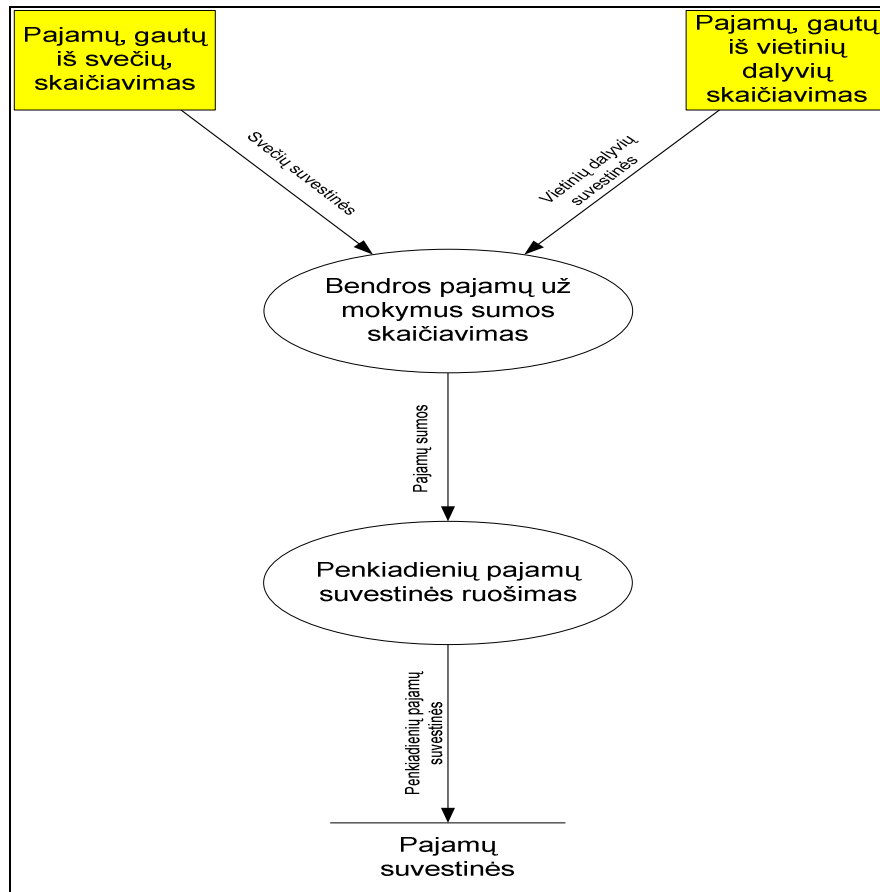 Pajamų, gautų
iš svečių,
skaičiavimas
Pajamų, gautų
iš vietinių
dalyvių
skaičiavimas
Svečių suvestinės
Vietinių dalyvių
suvestinės
Bendros pajamų už
mokymus sumos
skaičiavimas
Pajamų sumos
Penkiadienių pajamų
suvestinės ruošimas
Penkiadienių pajamų
suvestinės
Pajamų
suvestinės